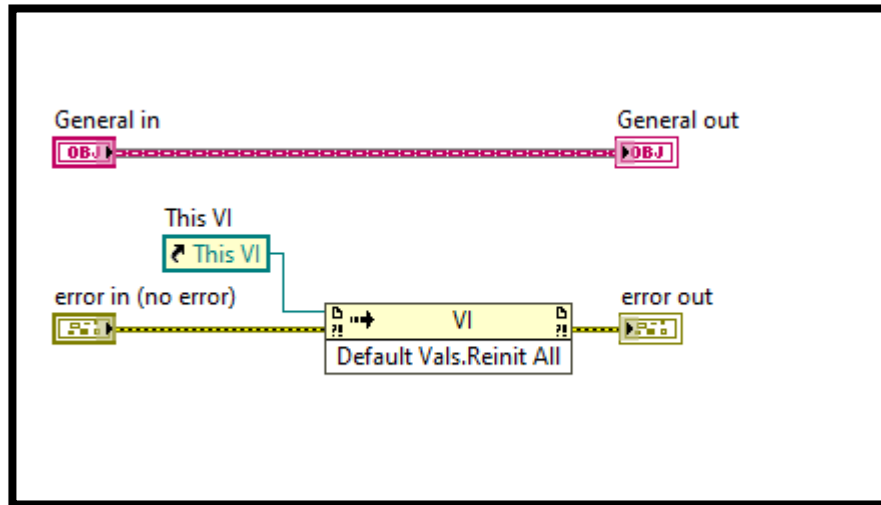 General in
General out
OBJ
OBJ
This VI
This VI
error in (no error)
error out
VI
Default Vals.Reinit All